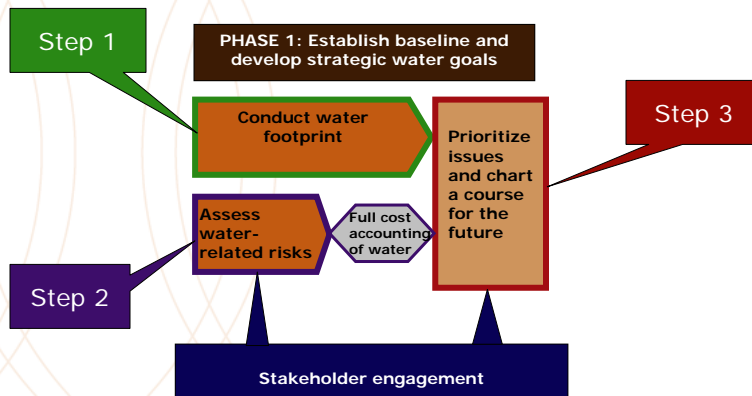 Step 1
PHASE 1: Establish baseline and
develop strategic water goals
Conduct water
footprint
Prioritize
issues
and chart
a course
for the
future
Step 3
Assess
water-
related risks
Full cost
accounting
of water
Step 2
Stakeholder engagement